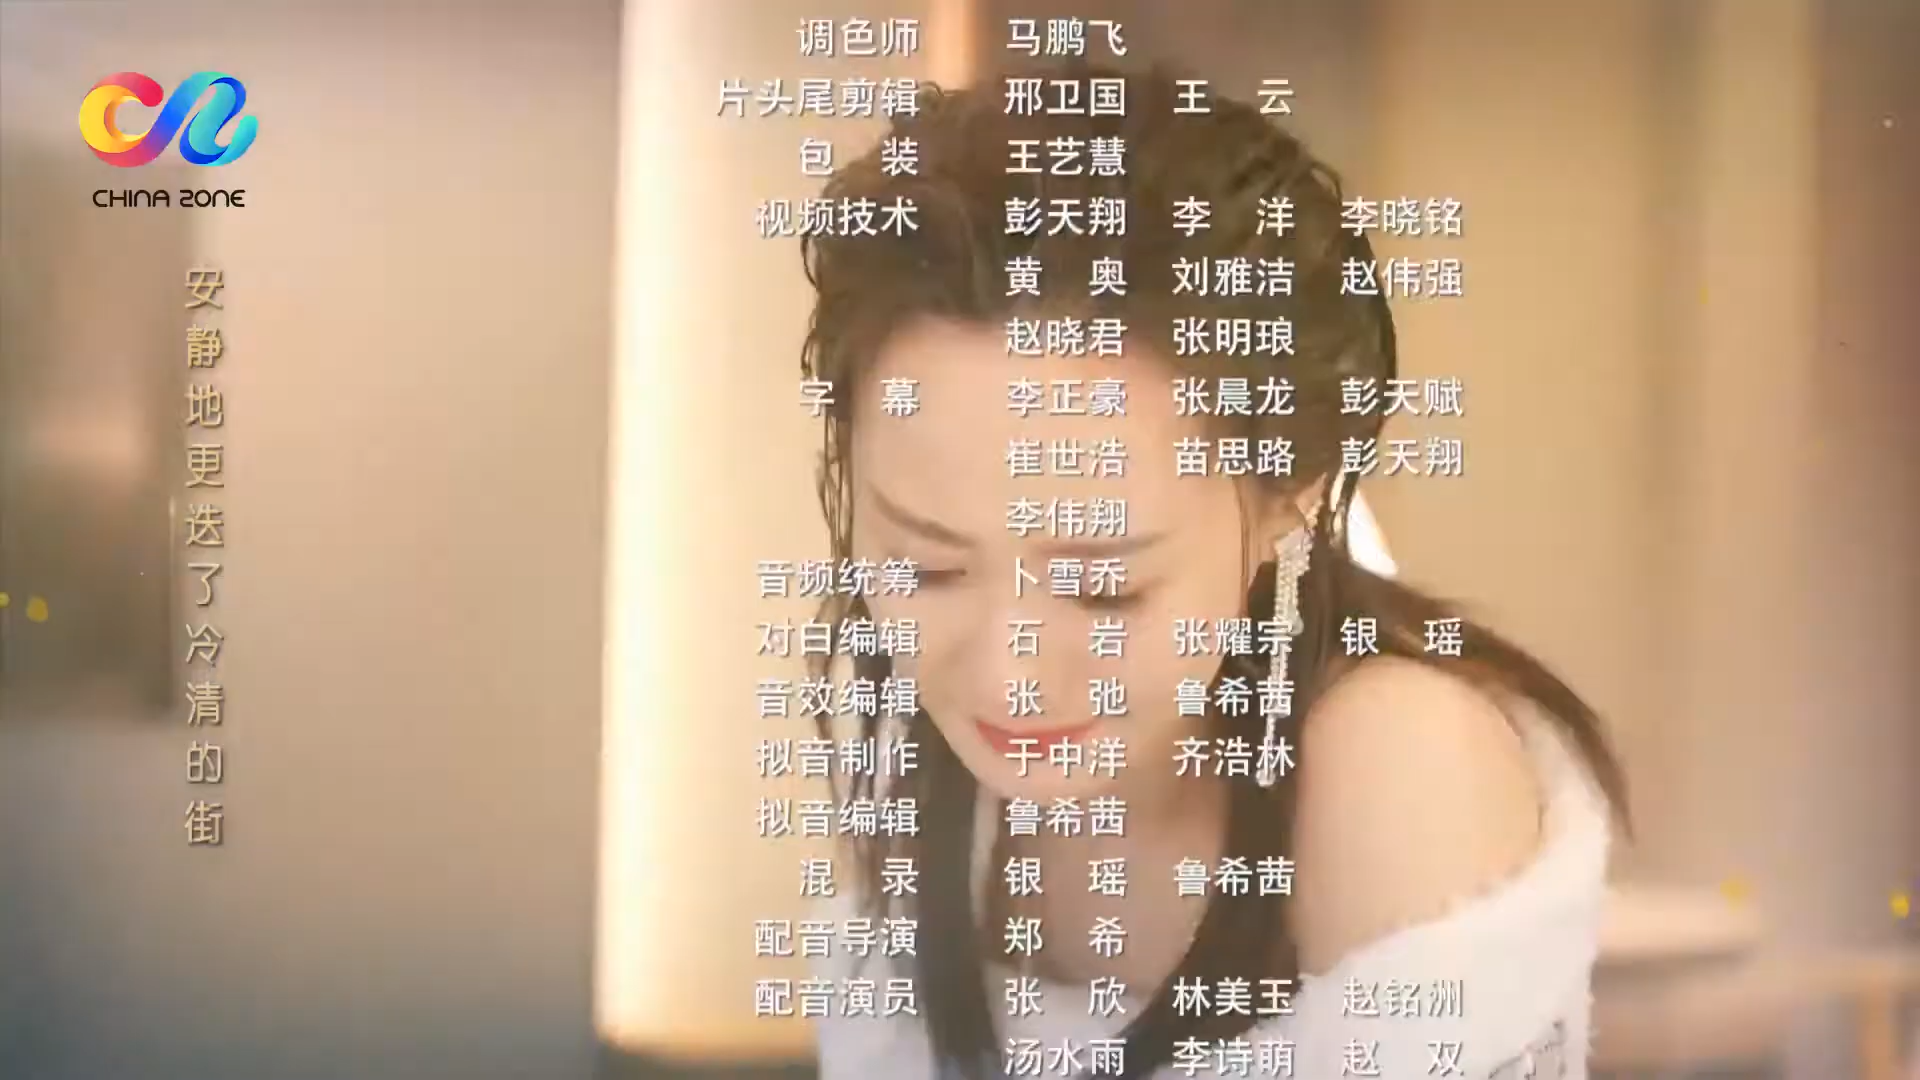 调色师 马鹏飞
片头尾剪辑 邢卫国 王 云
包 装 王艺慧
视频技术 彭天翔 李 洋 李晓铭
黄 奥 刘雅洁 赵伟强
赵晓君 张明琅
字 幕 李正豪 张晨龙 彭天赋
崔世浩 苗思路 彭天翔
李伟翔
音频统筹 卜雪乔
对白编辑 石 岩 张耀宗 银 瑶
音效编辑 张 弛 鲁希茜
拟音制作 于中洋 齐浩林
拟音编辑 鲁希茜
混 录 银 瑶 鲁希茜
配音导演 郑 希
配音演员 张 欣 林美玉 赵铭洲
汤水雨 李诗萌 赵 双
CHINA ZONE
安静地更迭了冷清的街